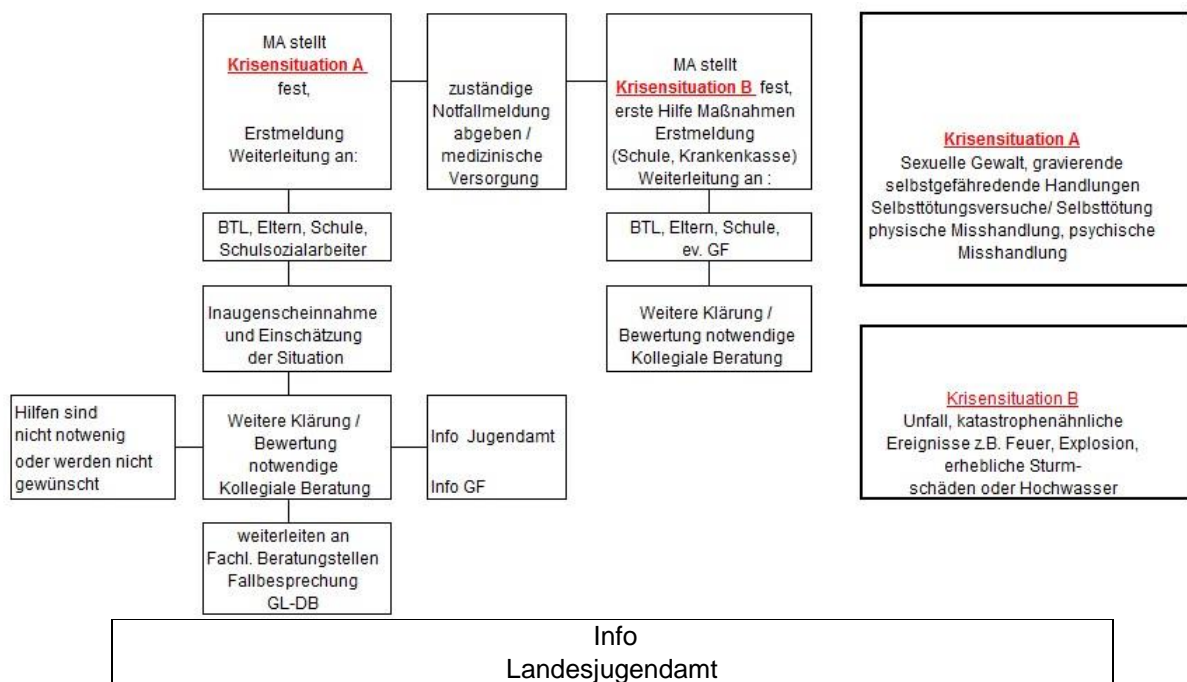 MA stellt
Krisensituation A
fest,
Erstmeldung
Weiterleitung an:
zuständige
Notfallmeldung
abgeben /
medizinische
Versorgung
MA stellt
Krisensituation B fest,
erste Hilfe Maßnahmen
Erstmeldung
(Schule, Krankenkasse)
Weiterleitung an :
BTL, Eltern, Schule,
Schulsozialarbeiter
BTL, Eltern, Schule,
ev. GF
Inaugenscheinnahme
und Einschätzung
der Situation
Weitere Klärung /
Bewertung notwendige
Kollegiale Beratung
Hilfen sind
nicht notwenig
oder werden nicht
gewünscht
Weitere Klärung /
Bewertung
notwendige
Kollegiale Beratung
Info Jugendamt
Info GF
weiterleiten an
Fachl. Beratungstellen
Fallbesprechung
GL-DB
Krisensituation A
Sexuelle Gewalt, gravierende
selbstgefähredende Handlungen
Selbsttötungsversuche/ Selbsttötung
physische Misshandlung, psychische
Misshandlung
Krisensituation B
Unfall, katastrophenähnliche
Ereignisse z.B. Feuer, Explosion,
erhebliche Sturm-
schäden oder Hochwasser
Info
Landesjugendamt